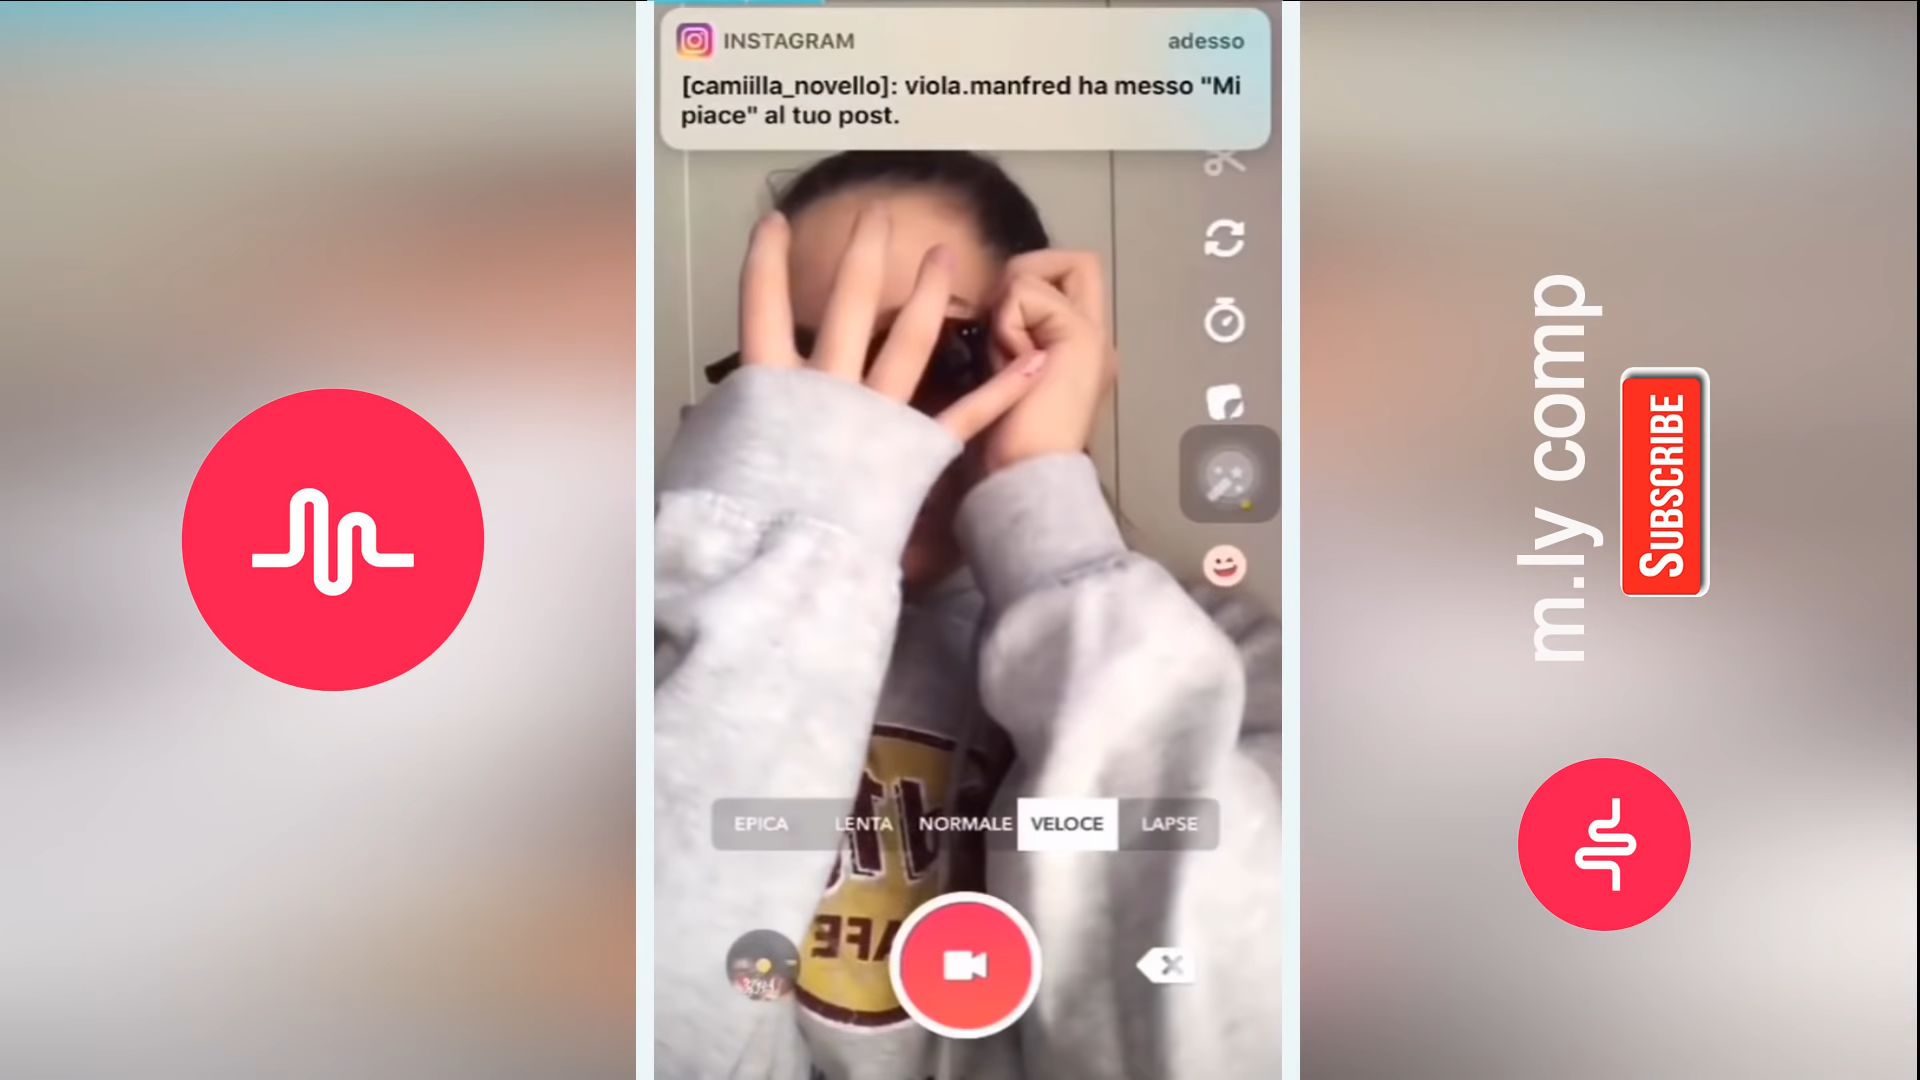 INSTAGRAM
adesso
[camiilla_novello]: viola.manfred ha messo "Mi
piace" al tuo post.
EPICA LENTA NORMALE VELOCE LAPSE
m.ly comp
SUBSCRIBE